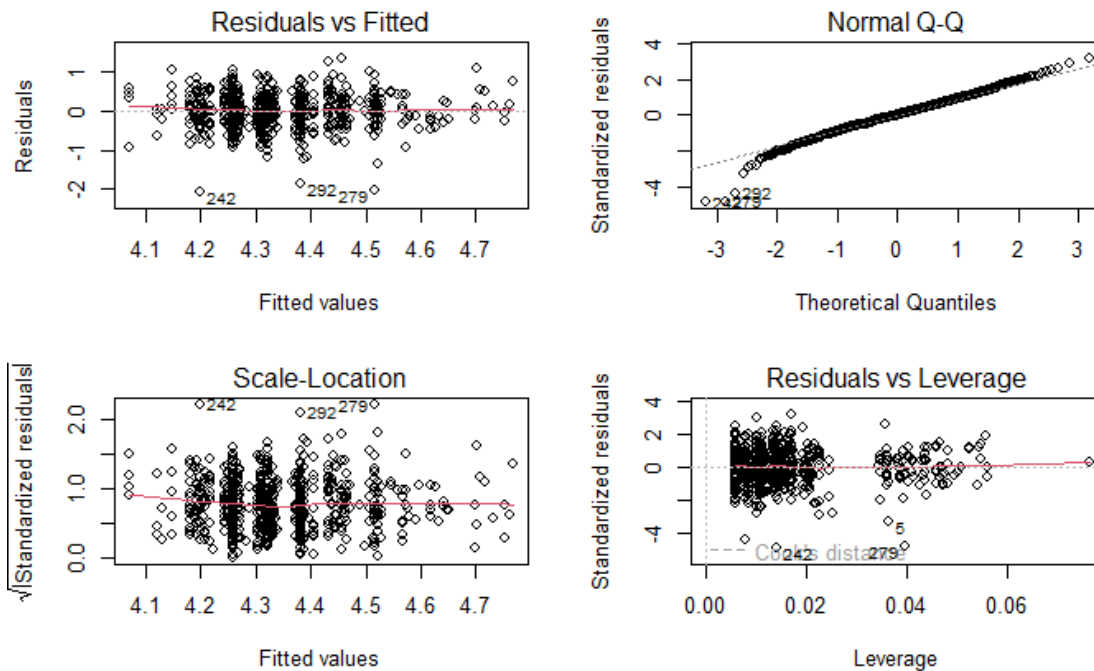 Residuals vs Fitted
Residuals
1
0
-1
-2
242
292
279
4.1 4.2 4.3 4.4 4.5 4.6 4.7
Fitted values
Normal Q-Q
Standardized residuals
4
2
0
-4
292
279
-3 -2 -1 0 1 2 3
Theoretical Quantiles
Scale-Location
√|Standardized residuals
2.0
1.0
0.0
242
292
279
4.1 4.2 4.3 4.4 4.5 4.6 4.7
Fitted values
Residuals vs Leverage
Standardized residuals
4
2
0
-4
5
279
242
Cook's distance
0.00 0.02 0.04 0.06
Leverage